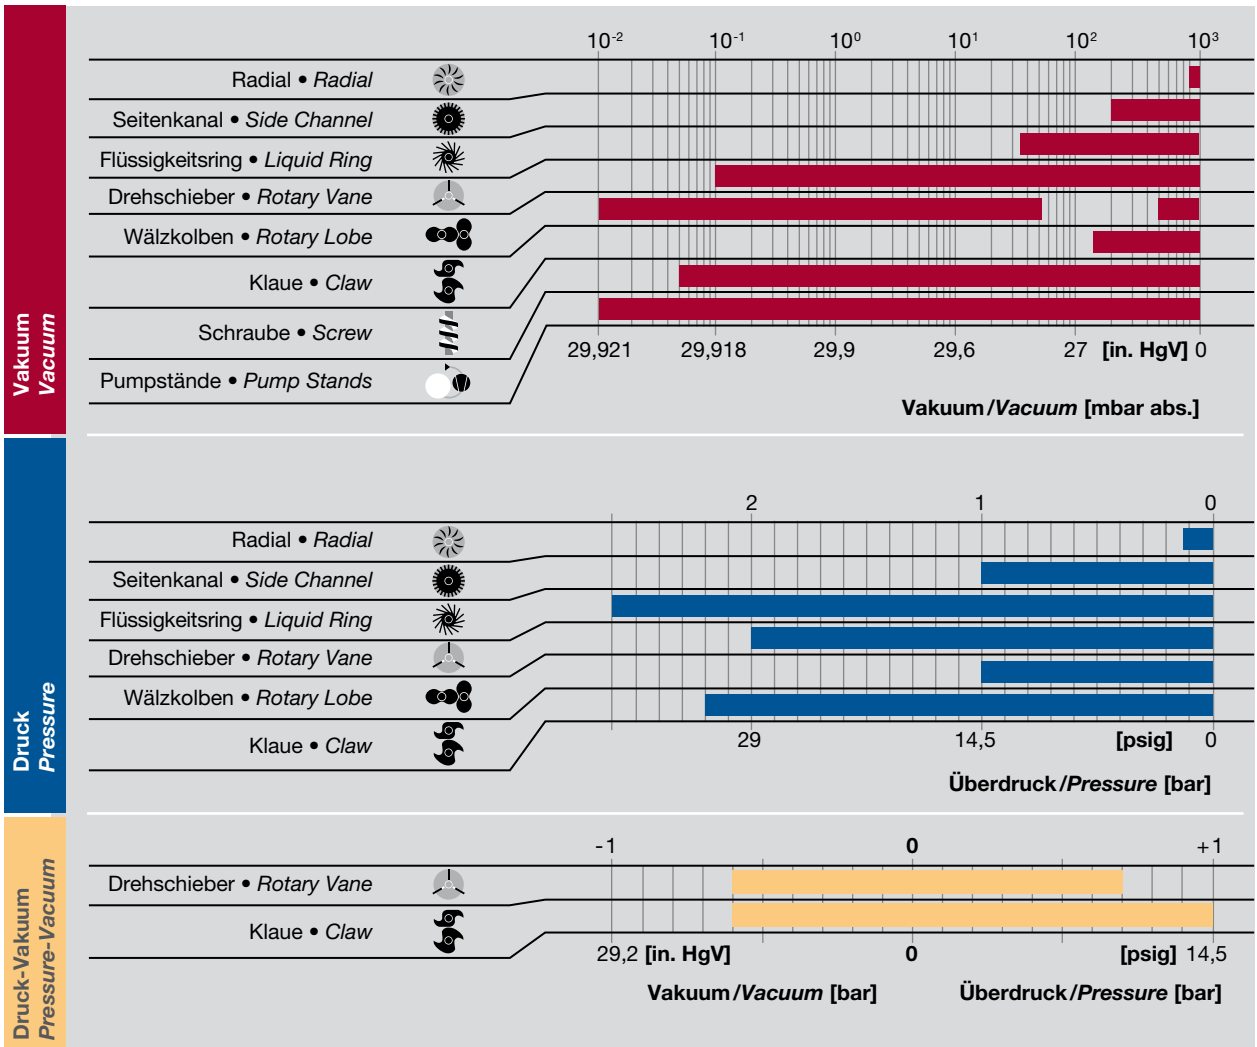 10-2 10-1 100 101 102 103
Radial • Radial
Seitenkanal • Side Channel
Flüssigkeitsring • Liquid Ring
Drehschieber • Rotary Vane
Wälzkolben • Rotary Lobe
Klaue • Claw
Schraube • Screw
Pumpstände • Pump Stands
29,921 29,918 29,9 29,6 27 [in. HgV] 0
Vakuum/Vacuum [mbar abs.]
Vakuum
Vacuum
2 1 0
Radial • Radial
Seitenkanal • Side Channel
Flüssigkeitsring • Liquid Ring
Drehschieber • Rotary Vane
Wälzkolben • Rotary Lobe
Klaue • Claw
29 14,5 [psig] 0
Überdruck/Pressure [bar]
Druck
Pressure
-1 0 +1
Drehschieber • Rotary Vane
Klaue • Claw
29,2 [in. HgV] 0 [psig] 14,5
Vakuum/Vacuum [bar] Überdruck/Pressure [bar]
Druck-Vakuum
Pressure-Vacuum